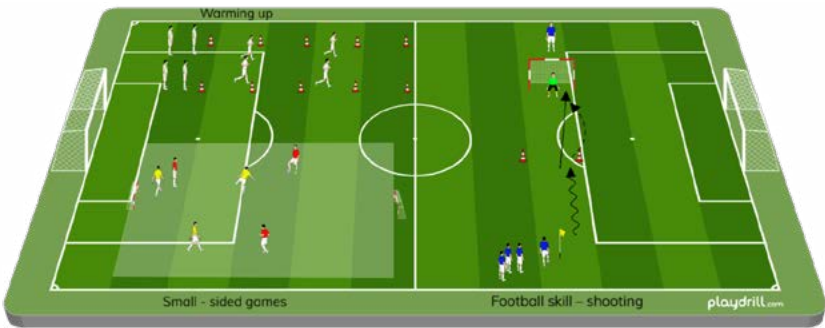 Warming up
Small - sided games
Football skill – shooting
playdrill.com